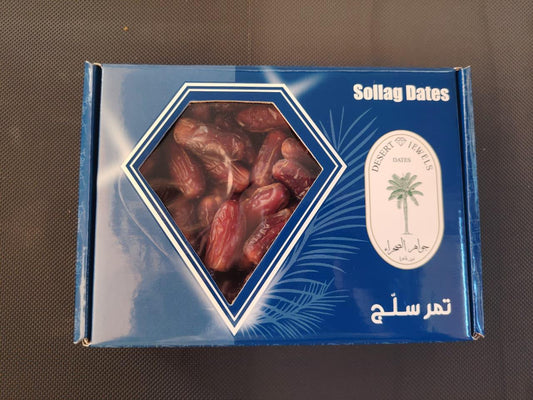 Sollag Dates
DESERT JEWELS
DATES
جواهر الصحراء
تمر سلّج